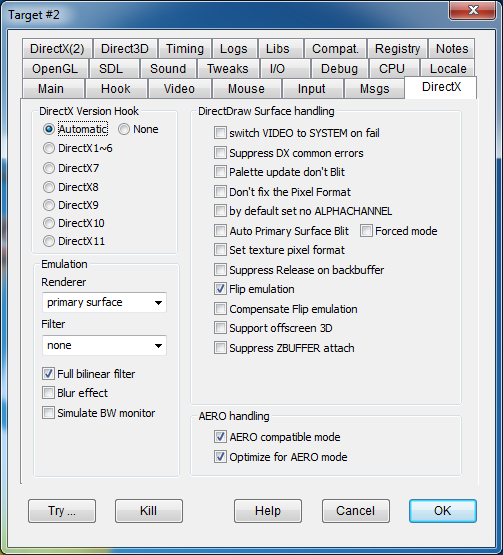 Target #2
DirectX(2) Direct3D Timing Logs Libs Compat. Registry Notes
OpenGL SDL Sound Tweaks I/O Debug CPU Locale
Main Hook Video Mouse Input Msgs DirectX
DirectX Version Hook
Automatic None
DirectX1~6
DirectX7
DirectX8
DirectX9
DirectX10
DirectX11
Emulation
Renderer
primary surface
Filter
none
Full bilinear filter
Blur effect
Simulate BW monitor
DirectDraw Surface handling
switch VIDEO to SYSTEM on fail
Suppress DX common errors
Palette update don't Blit
Don't fix the Pixel Format
by default set no ALPHACHANNEL
Auto Primary Surface Blit Forced mode
Set texture pixel format
Suppress Release on backbuffer
Flip emulation
Compensate Flip emulation
Support offscreen 3D
Suppress ZBUFFER attach
AERO handling
AERO compatible mode
Optimize for AERO mode
Try ... Kill Help Cancel OK